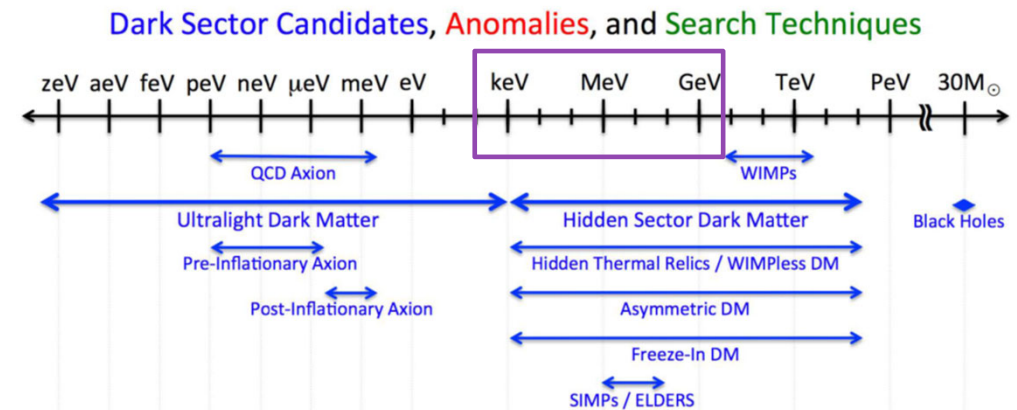 Dark Sector Candidates, Anomalies, and Search Techniques
zeV aeV feV peV neV μeV meV eV keV MeV GeV TeV PeV 30M☉
QCD Axion WIMPs
Ultralight Dark Matter Hidden Sector Dark Matter Black Holes
Pre-Inflationary Axion Hidden Thermal Relics / WIMPless DM
Post-Inflationary Axion Asymmetric DM
Freeze-In DM
SIMPs / ELDERS